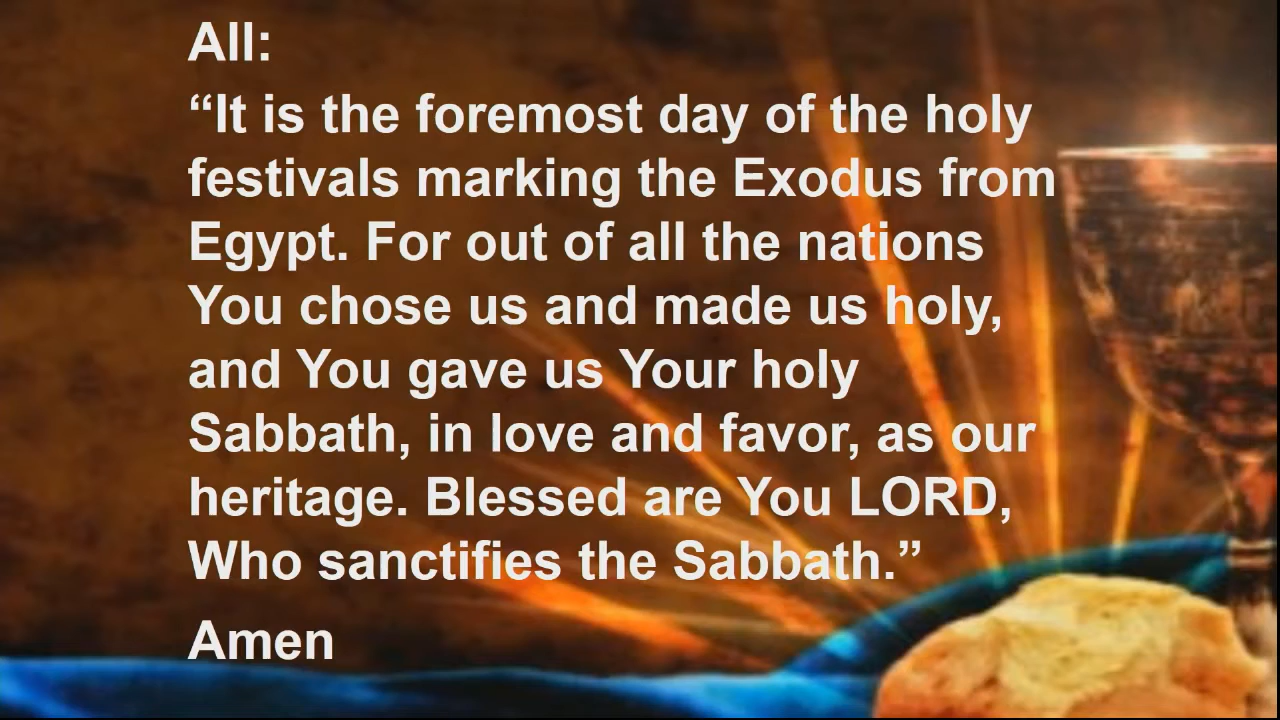 All:
“It is the foremost day of the holy
festivals marking the Exodus from
Egypt. For out of all the nations
You chose us and made us holy,
and You gave us Your holy
Sabbath, in love and favor, as our
heritage. Blessed are You LORD,
Who sanctifies the Sabbath.”
Amen